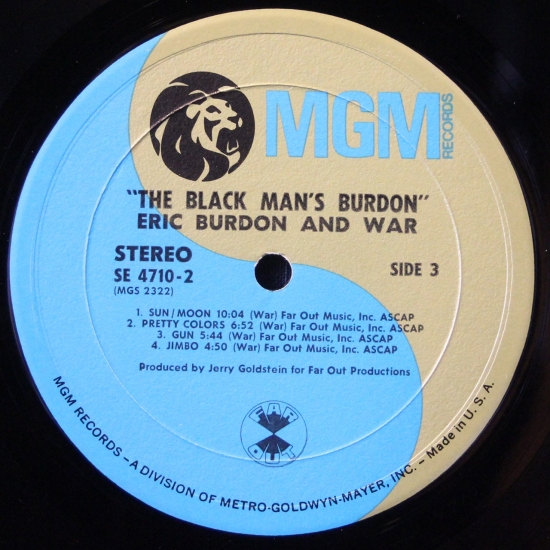 MGM
RECORDS
"THE BLACK MAN'S BURDON"
ERIC BURDON AND WAR
STEREO
SE 4710-2
(MGS 2322)
SIDE 3
1. SUN/MOON 10:04 (War) Far Out Music, Inc. ASCAP
2. PRETTY COLORS 6:52 (War) Far Out Music, Inc. ASCAP
3. GUN 5:44 (War) Far Out Music, Inc. ASCAP
4. JIMBO 4:50 (War) Far Out Music, Inc. ASCAP
Produced by Jerry Goldstein for Far Out Productions
FAR
OUT
MGM RECORDS – A DIVISION OF METRO-GOLDWYN-MAYER, INC. – Made in U. S. A.